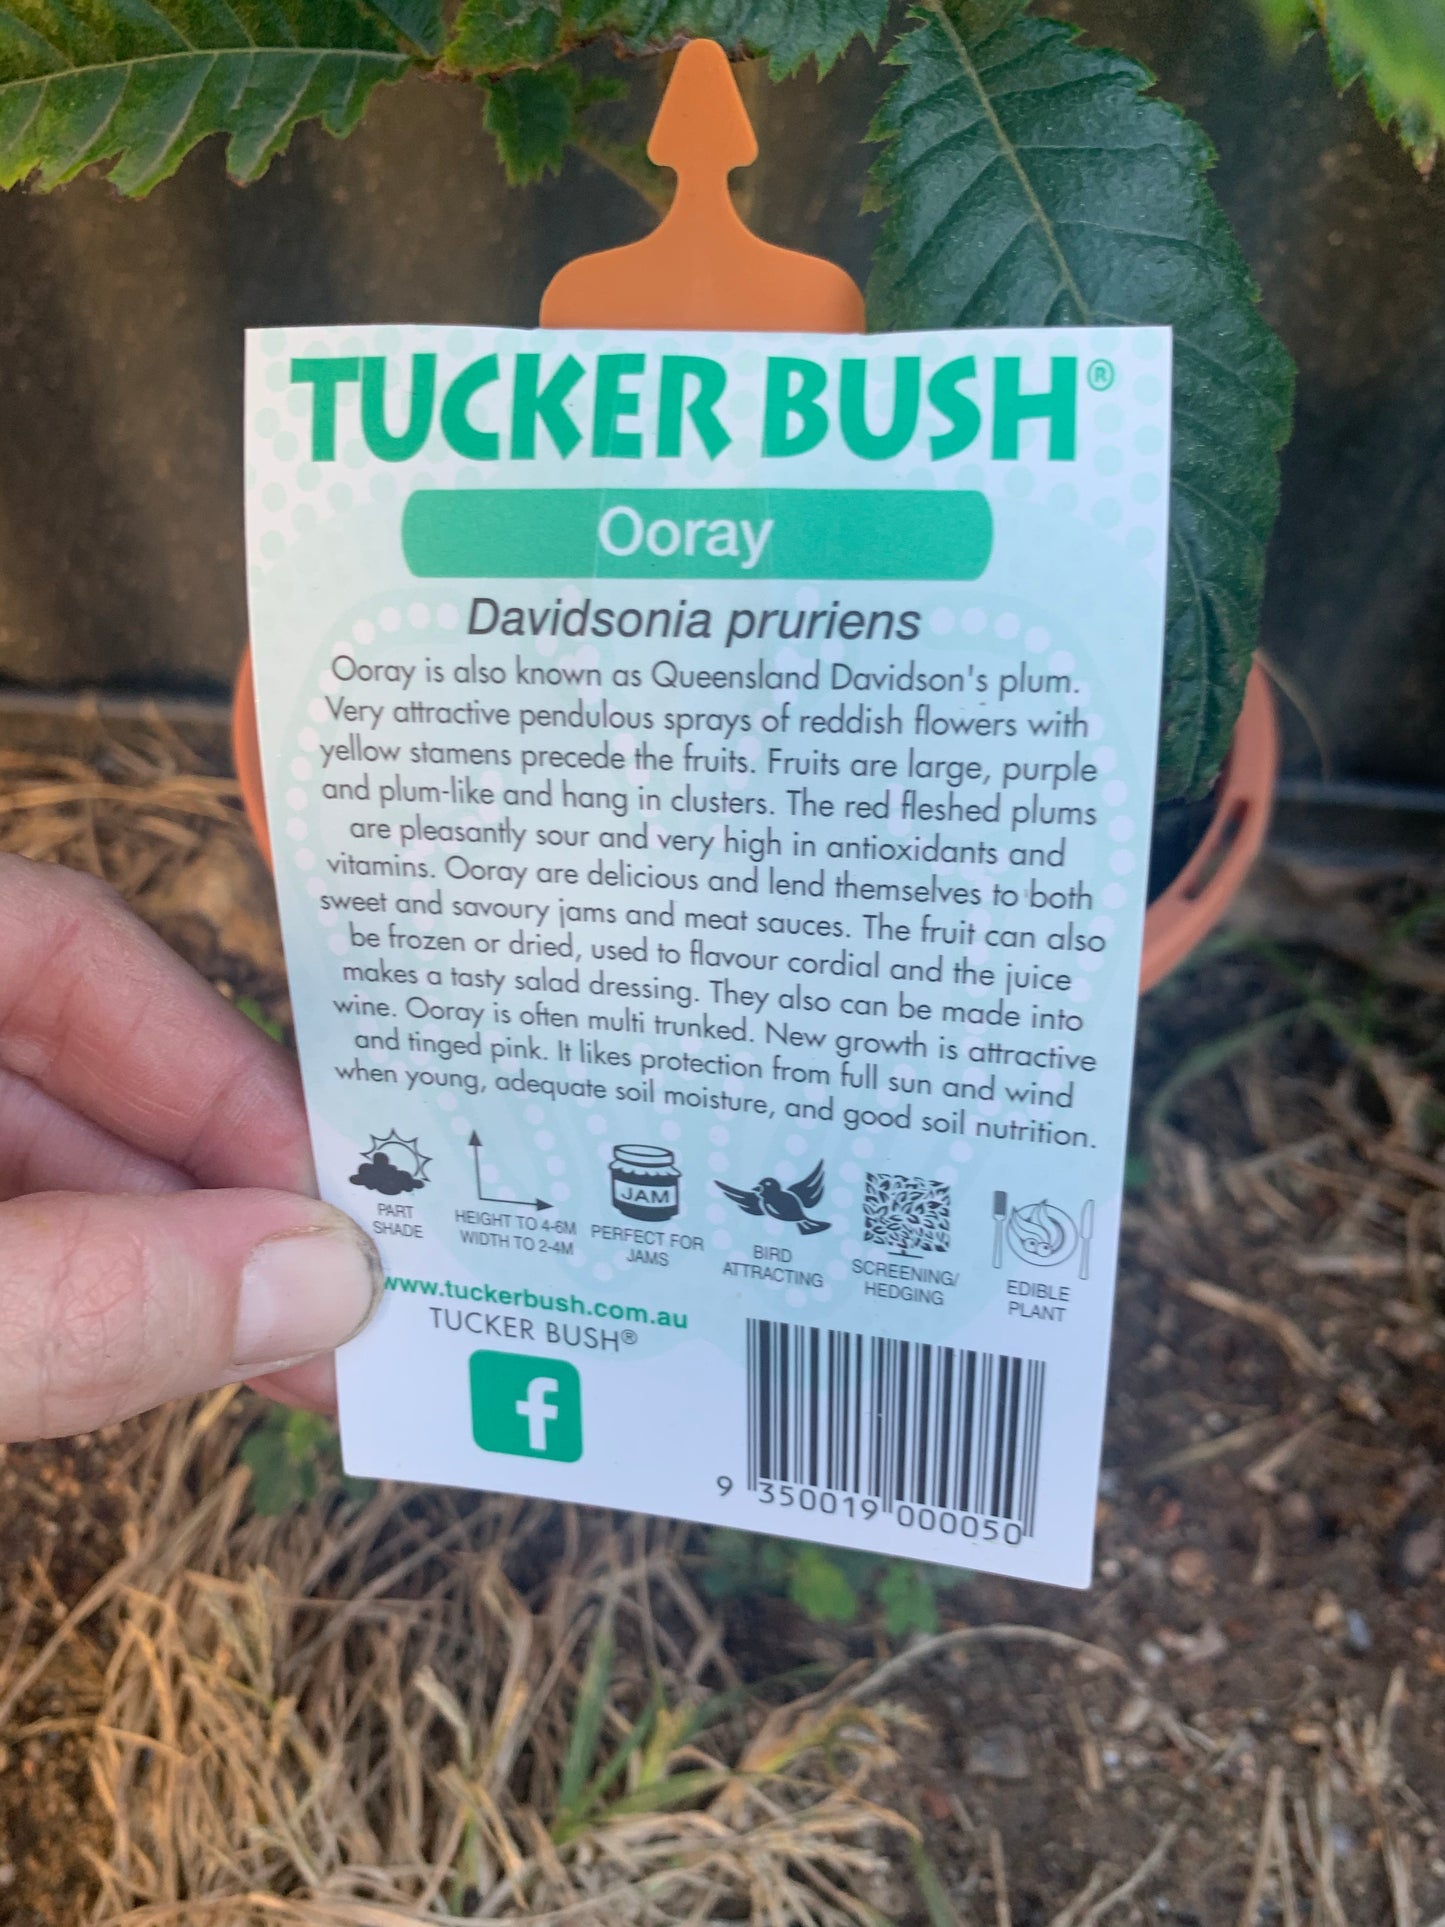 TUCKER BUSH®
Ooray
Davidsonia pruriens
Ooray is also known as Queensland Davidson's plum.
Very attractive pendulous sprays of reddish flowers with
yellow stamens precede the fruits. Fruits are large, purple
and plum-like and hang in clusters. The red fleshed plums
are pleasantly sour and very high in antioxidants and
vitamins. Ooray are delicious and lend themselves to both
sweet and savoury jams and meat sauces. The fruit can also
be frozen or dried, used to flavour cordial and the juice
makes a tasty salad dressing. They also can be made into
wine. Ooray is often multi trunked. New growth is attractive
and tinged pink. It likes protection from full sun and wind
when young, adequate soil moisture, and good soil nutrition.
JAM
PART
SHADE
HEIGHT TO 4-6M
WIDTH TO 2-4M
PERFECT FOR
JAMS
BIRD
ATTRACTING
SCREENING/
HEDGING
EDIBLE
PLANT
www.tuckerbush.com.au
TUCKER BUSH®
f
9 350019 000050